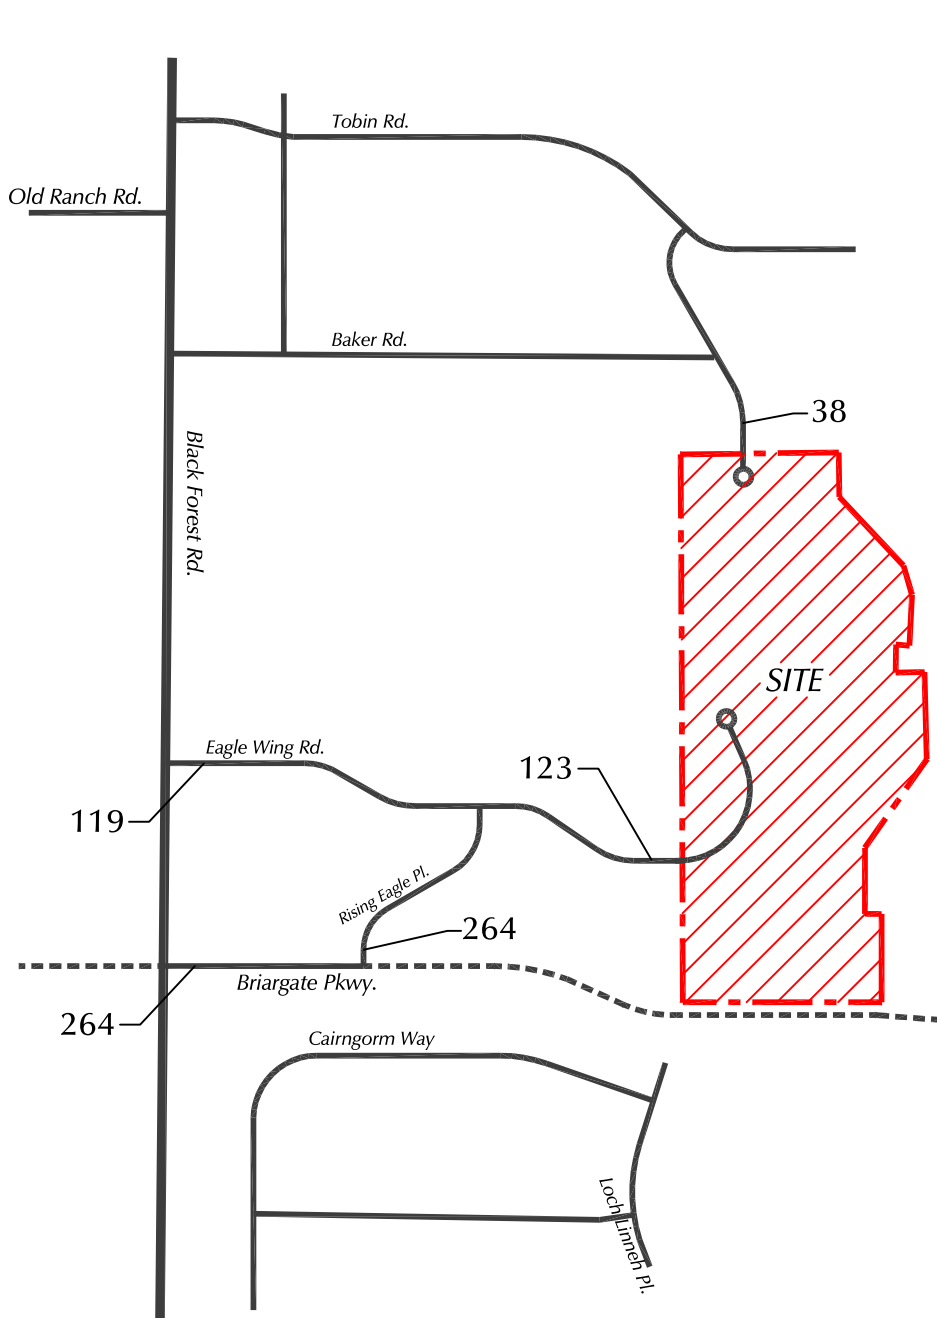 Tobin Rd.
Old Ranch Rd.
Baker Rd.
38
Black Forest Rd.
SITE
Eagle Wing Rd.
123
119
Rising Eagle Pl.
264
Briargate Pkwy.
264
Cairngorm Way
Loch Linneh Pl.